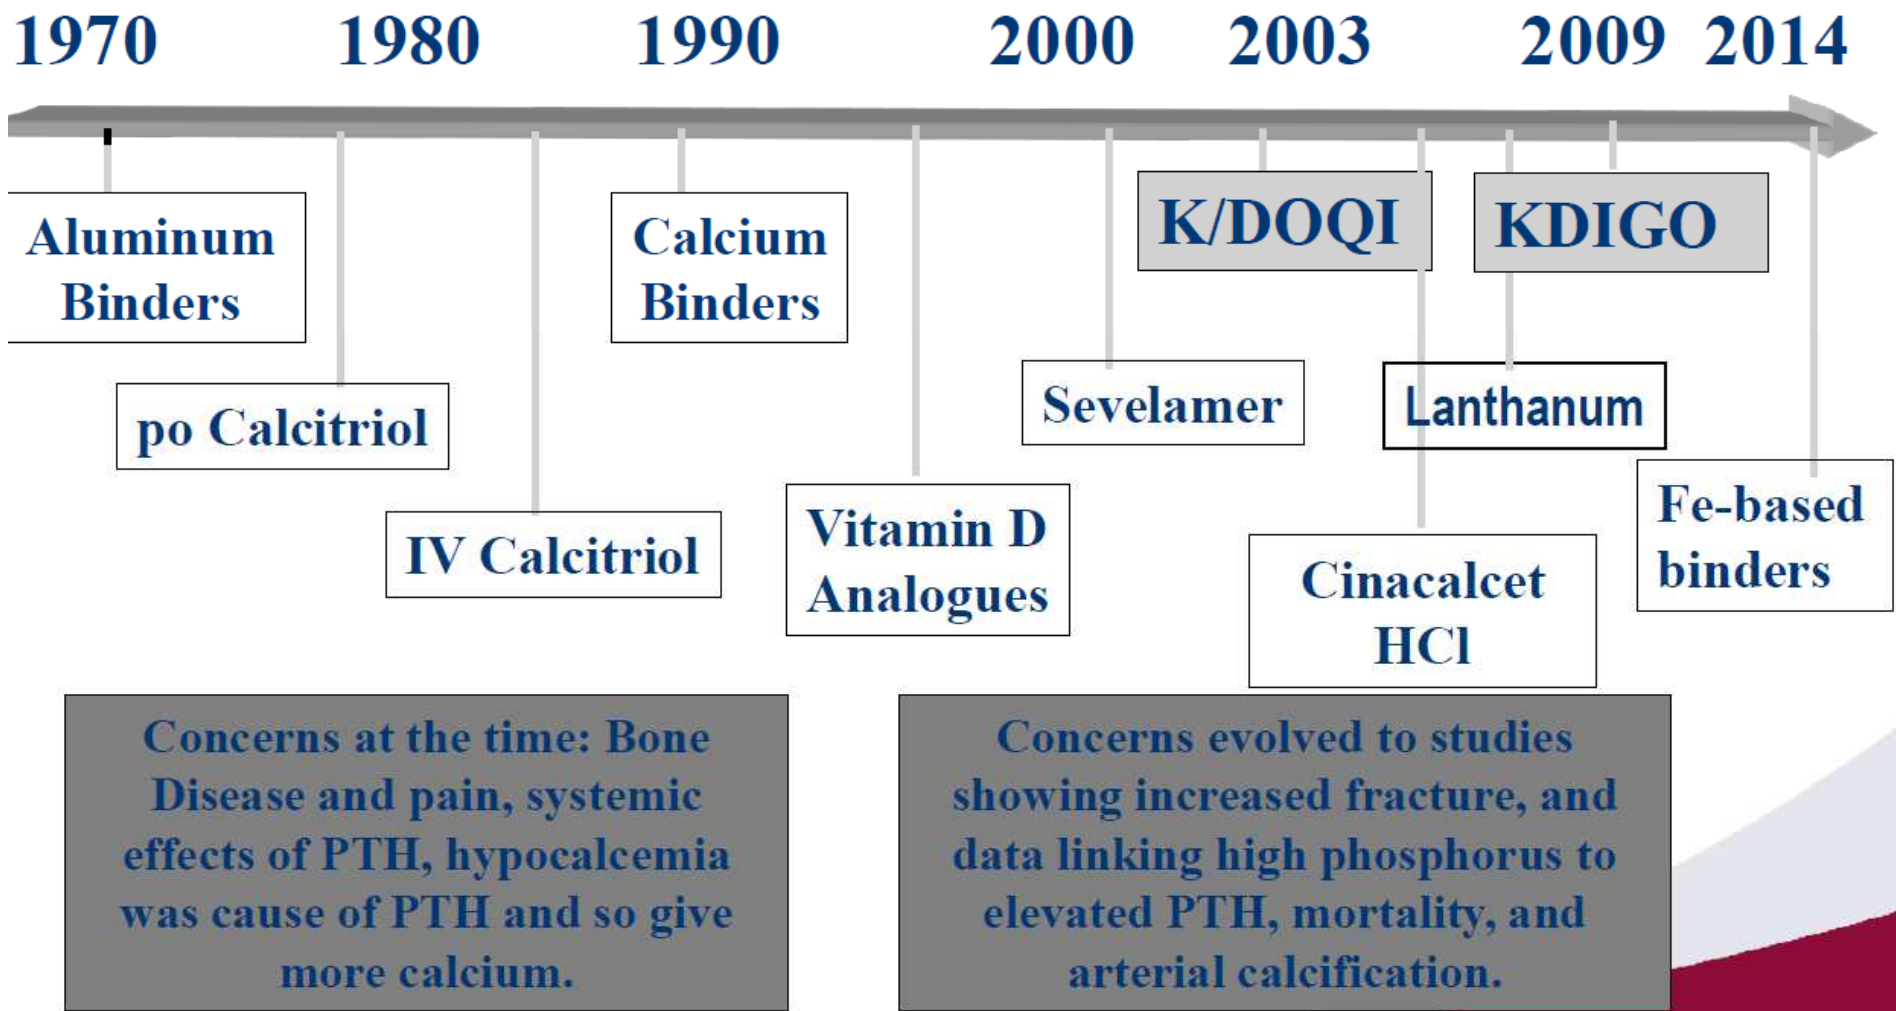 1970 1980 1990 2000 2003 2009 2014
Aluminum
Binders
Calcium
Binders
K/DOQI
KDIGO
po Calcitriol
Sevelamer
Lanthanum
IV Calcitriol
Vitamin D
Analogues
Cinacalcet
HCl
Fe-based
binders
Concerns at the time: Bone
Disease and pain, systemic
effects of PTH, hypocalcemia
was cause of PTH and so give
more calcium.
Concerns evolved to studies
showing increased fracture, and
data linking high phosphorus to
elevated PTH, mortality, and
arterial calcification.